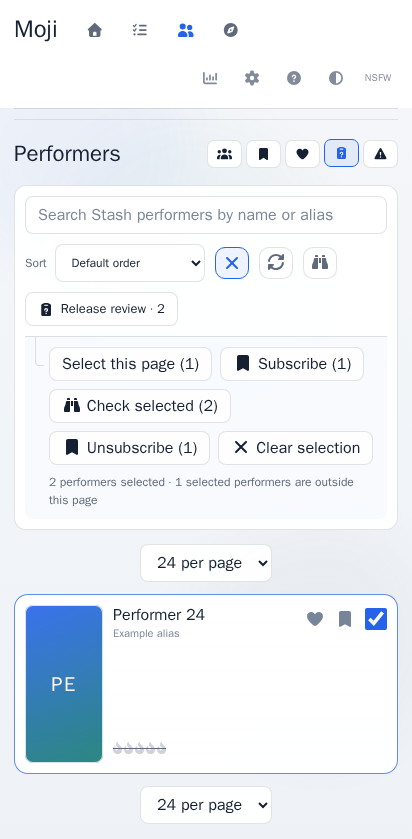 Moji
NSFW
Performers
Search Stash performers by name or alias
Sort
Default order
Release review · 2
Select this page (1)
Subscribe (1)
Check selected (2)
Unsubscribe (1)
Clear selection
2 performers selected · 1 selected performers are outside
this page
24 per page
Performer 24
Example alias
PE
24 per page